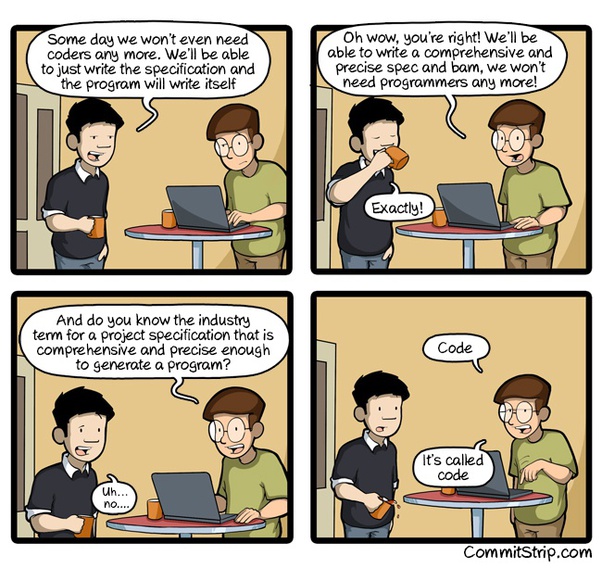 Some day we won't even need
coders any more. We'll be able
to just write the specification and
the program will write itself
Oh wow, you're right! We'll be
able to write a comprehensive and
precise spec and bam, we won't
need programmers any more!
Exactly!
And do you know the industry
term for a project specification that is
comprehensive and precise enough
to generate a program?
Uh...
no....
Code
It's called
code
CommitStrip.com